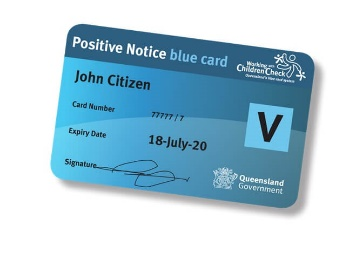 Positive Notice blue card
Working with
Children Check
Queensland's blue card system
John Citizen
Card Number 77777 / 7
V
Expiry Date 18-July-20
Signature
Queensland
Government